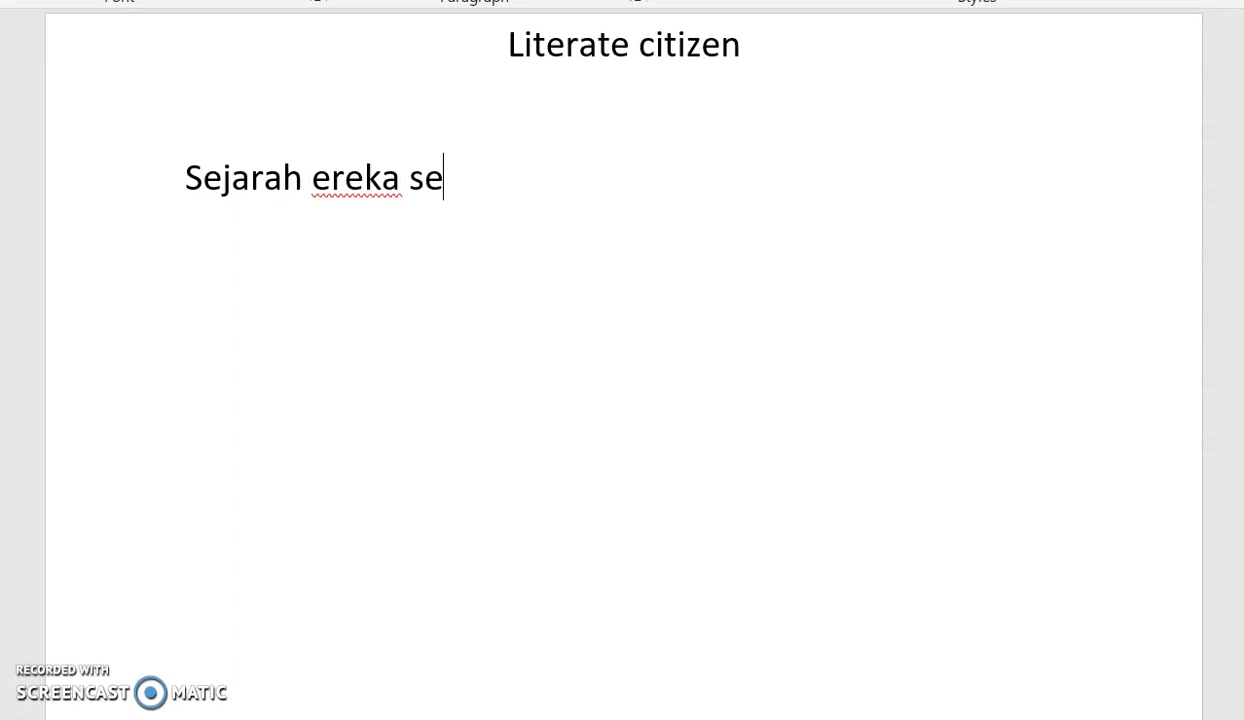 Literate citizen
Sejarah ereka se
RECORDED WITH
SCREENCAST MATIC